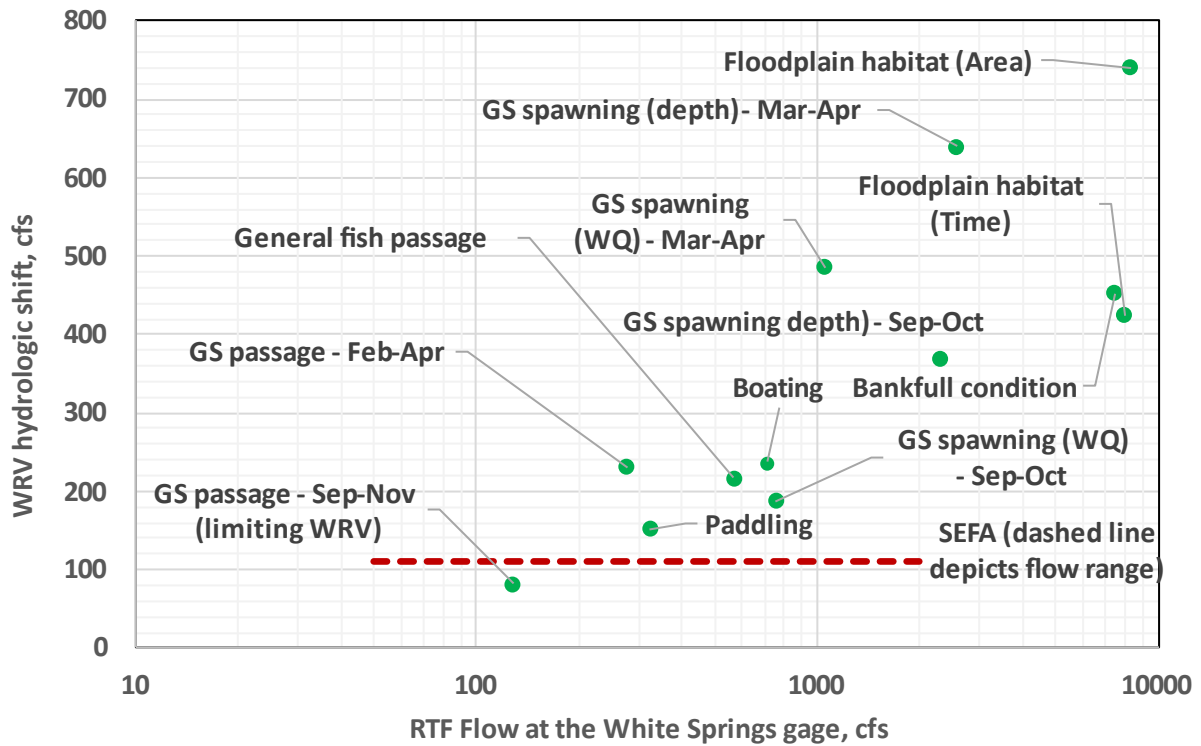 800
700
600
500
400
300
200
100
0
WRV hydrologic shift, cfs
Floodplain habitat (Area)
GS spawning (depth) - Mar-Apr
Floodplain habitat
(Time)
GS spawning
(WQ) - Mar-Apr
General fish passage
GS spawning depth) - Sep-Oct
GS passage - Feb-Apr
Boating
Bankfull condition
GS spawning (WQ)
- Sep-Oct
GS passage - Sep-Nov
(limiting WRV)
Paddling
SEFA (dashed line
depicts flow range)
10
100
1000
10000
RTF Flow at the White Springs gage, cfs